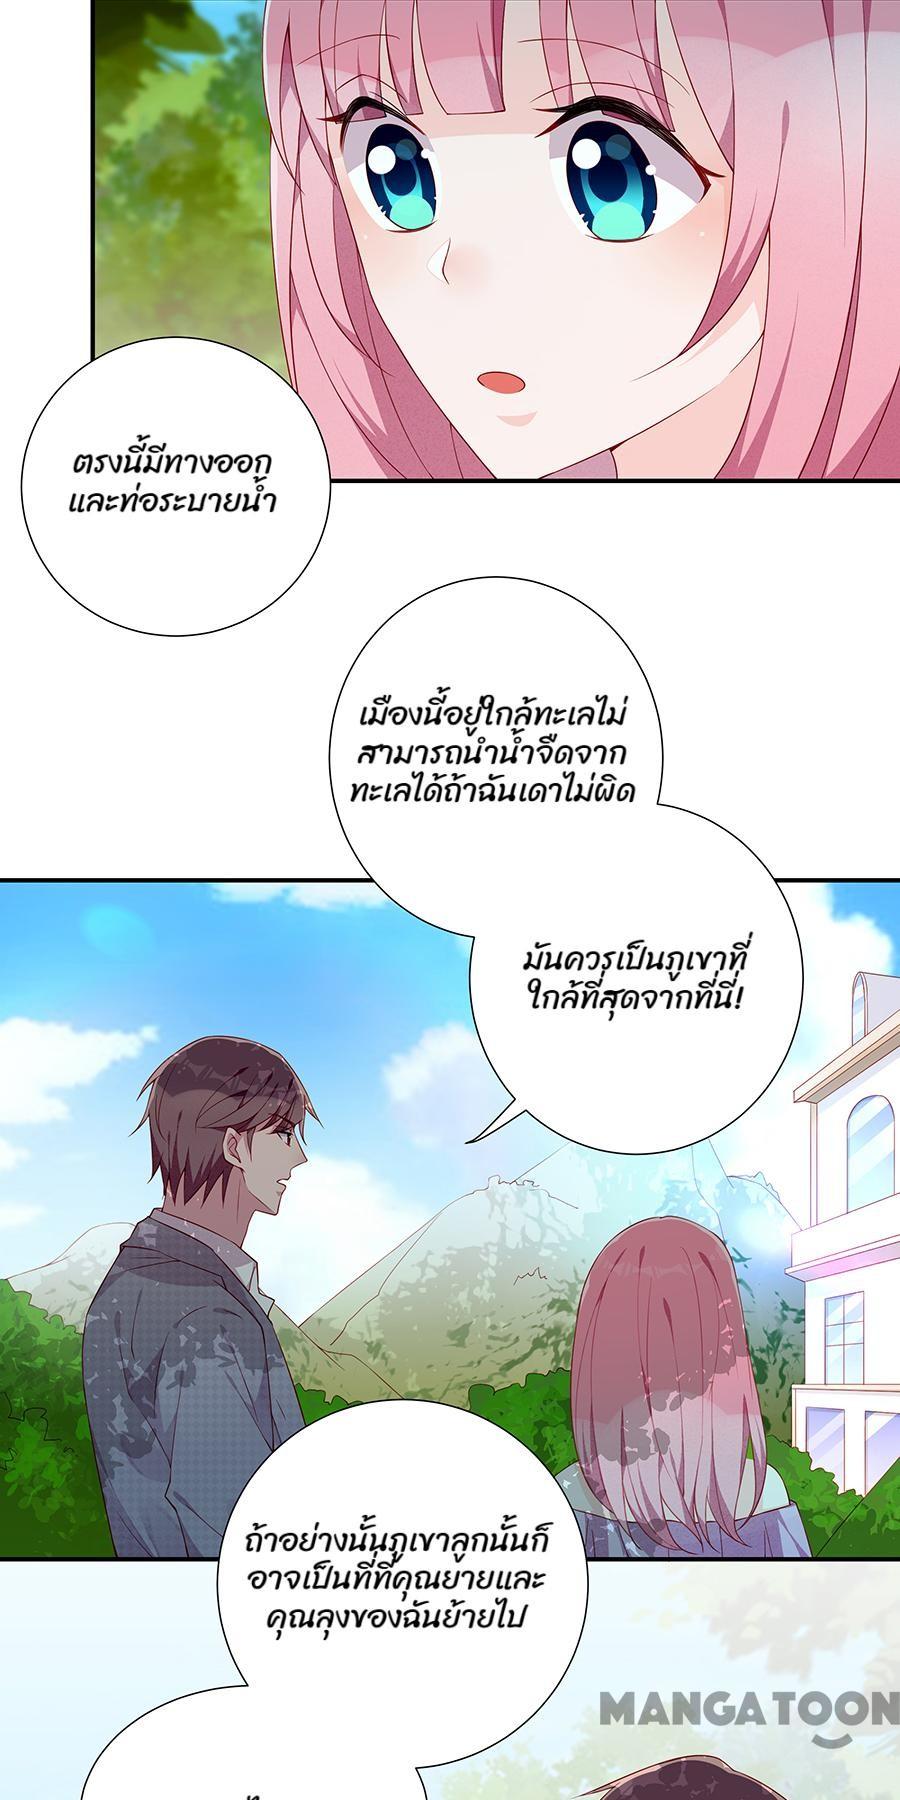 ตรงนี้มีทางออก
และท่อระบายน้ำ
เมืองนี้อยู่ใกล้ทะเลไม่
สามารถนำน้ำจืดจาก
ทะเลได้ถ้าฉันเดาไม่ผิด
มันควรเป็นภูเขาที่
ใกล้ที่สุดจากที่นี่!
ถ้าอย่างนั้นภูเขาลูกนั้นก็
อาจเป็นที่ที่คุณยายและ
คุณลุงของฉันย้ายไป
MANGA TOON